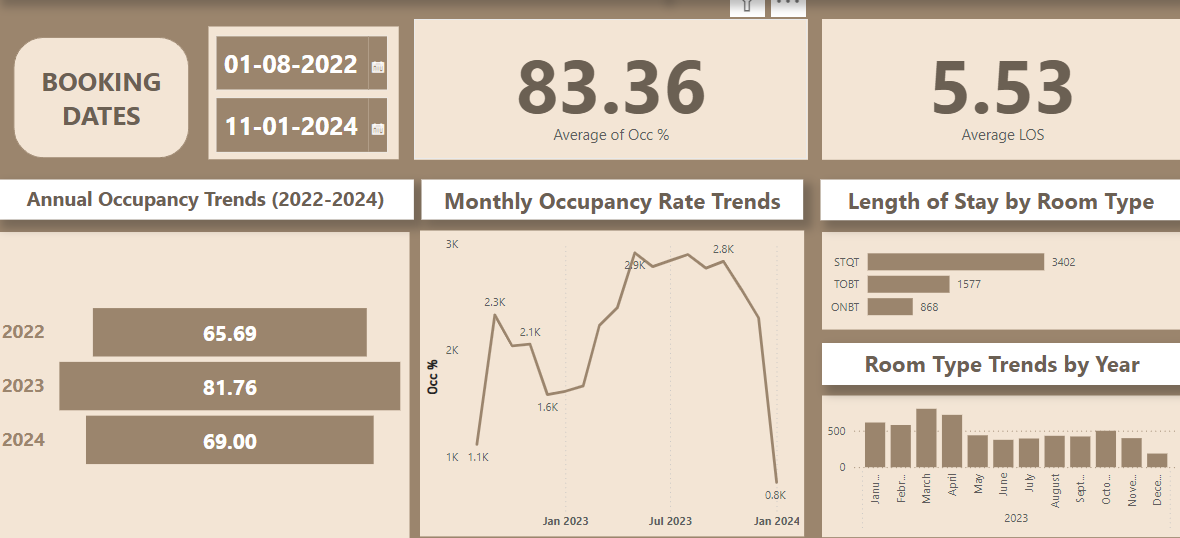 BOOKING
DATES
01-08-2022
11-01-2024
83.36
Average of Occ %
5.53
Average LOS
Annual Occupancy Trends (2022-2024)
2022
65.69
2023
81.76
2024
69.00
Monthly Occupancy Rate Trends
Occ %
3K
2K
1K
1.1K
2.3K
2.1K
1.6K
2.9K
2.8K
0.8K
Jan 2023
Jul 2023
Jan 2024
Length of Stay by Room Type
STQT
3402
TOBT
1577
ONBT
868
Room Type Trends by Year
500
0
Janu...
Febr...
March
April
May
June
July
August
Sept...
Octo...
Nove...
Dece...
2023